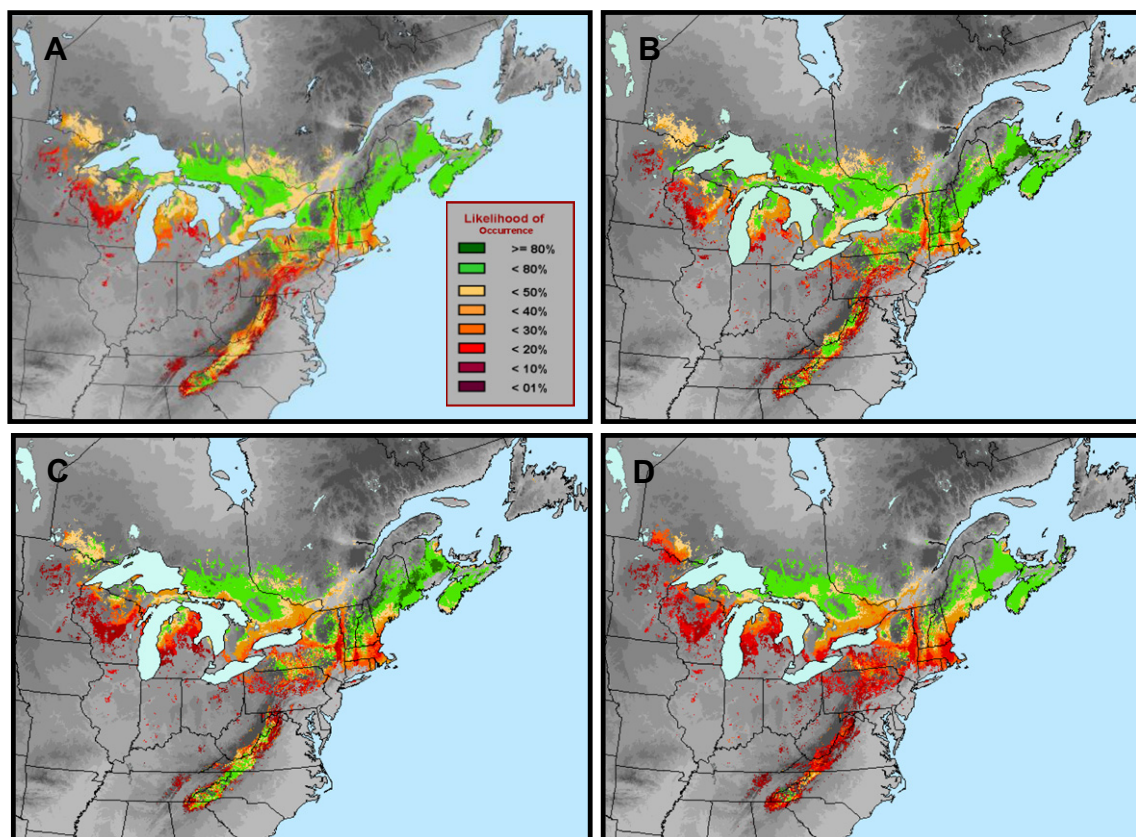 A
B
Likelihood of
Occurrence
>= 80%
< 80%
< 50%
< 40%
< 30%
< 20%
< 10%
< 01%
C
D